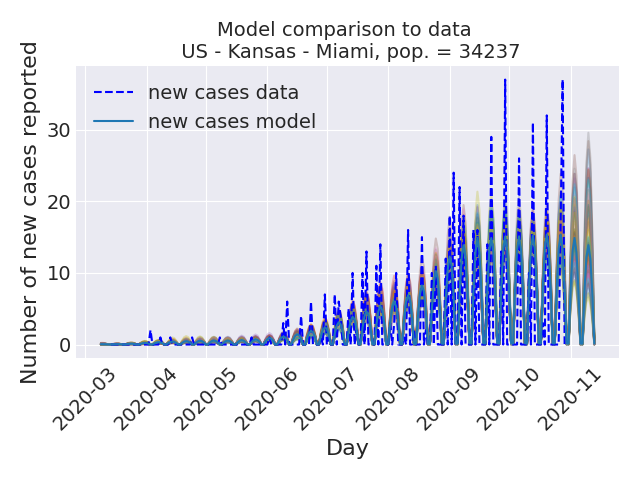 Model comparison to data
US - Kansas - Miami, pop. = 34237
Number of new cases reported
new cases data
new cases model
30
20
10
0
2020-03
2020-04
2020-05
2020-06
2020-07
2020-08
2020-09
2020-10
2020-11
Day